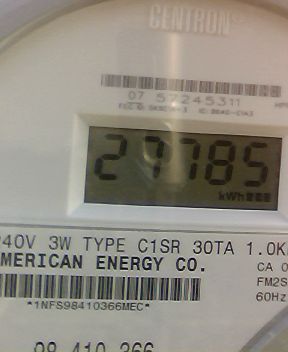 CENTRON®
07 57245311
27785
kWh
240V 3W TYPE C1SR 30TA 1.0K
AMERICAN ENERGY CO.
CA 0
FM2S
60Hz
*1NFS98410366MEC*
98 410 366